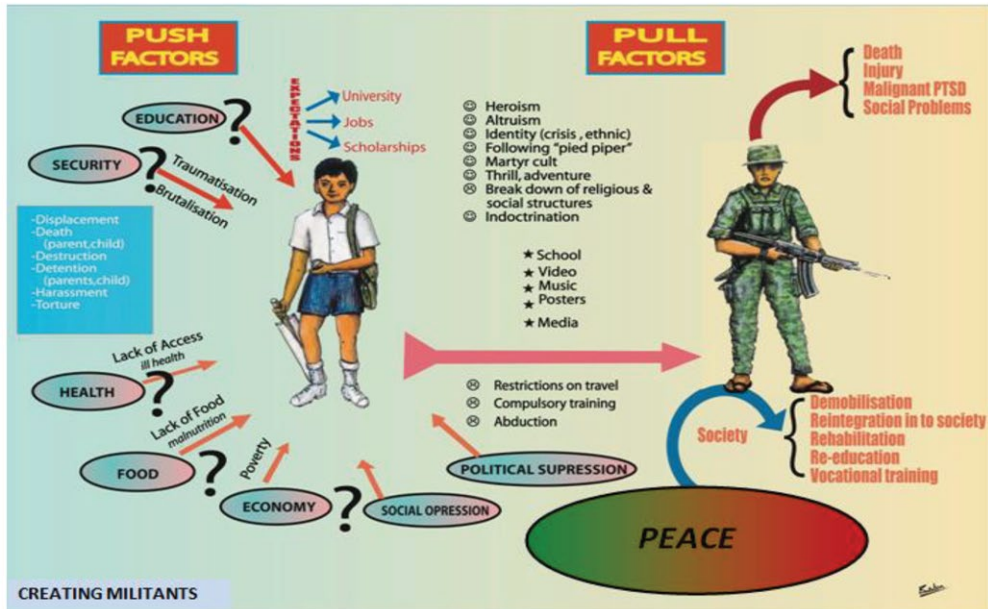 PUSH
FACTORS
PULL
FACTORS
EDUCATION
?
EXPECTATIONS
University
Jobs
Scholarships
SECURITY
?
Traumatisation
Brutalisation
-Displacement
-Death
(parent,child)
-Destruction
-Detention
(parents,child)
-Harassment
-Torture
Heroism
Altruism
Identity (crisis , ethnic)
Following "pied piper"
Martyr cult
Thrill, adventure
Break down of religious &
social structures
Indoctrination
School
Video
Music
Posters
Media
Death
Injury
Malignant PTSD
Social Problems
Lack of Access
ill health
HEALTH
?
Lack of Food
malnutrition
FOOD
?
Poverty
ECONOMY
?
SOCIAL OPRESSION
POLITICAL SUPRESSION
Restrictions on travel
Compulsory training
Abduction
Society
Demobilisation
Reintegration in to society
Rehabilitation
Re-education
Vocational training
PEACE
CREATING MILITANTS